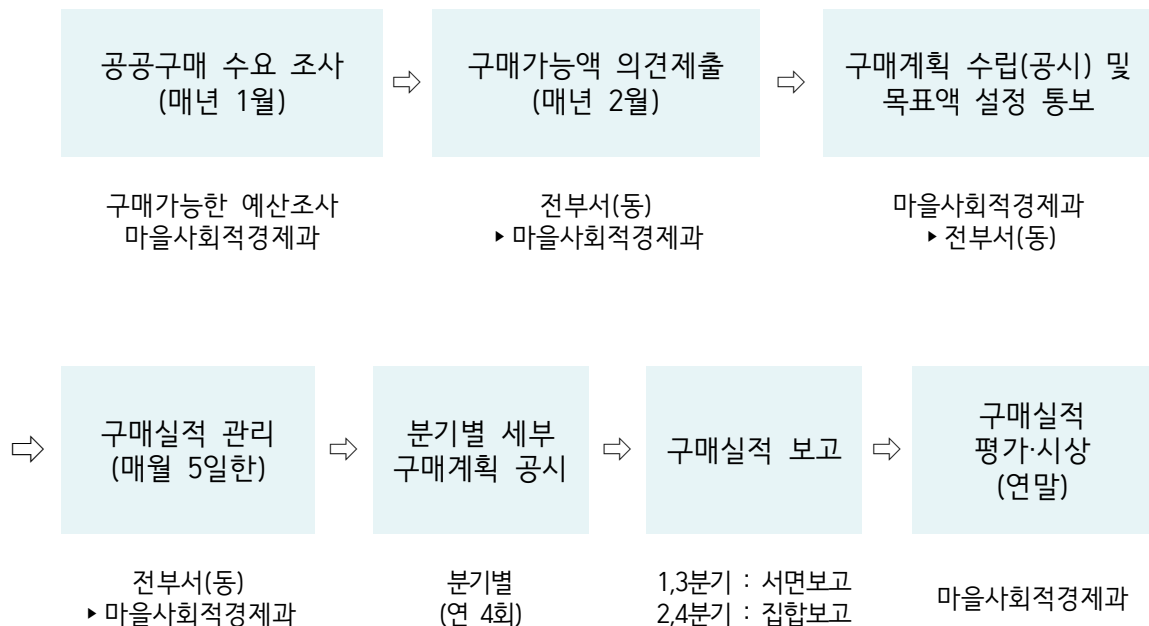 공공구매 수요 조사
(매년 1월)
⇨
구매가능액 의견제출
(매년 2월)
⇨
구매계획 수립(공시) 및
목표액 설정 통보
구매가능한 예산조사
마을사회적경제과
전부서(동)
▸마을사회적경제과
마을사회적경제과
▸전부서(동)
⇨
구매실적 관리
(매월 5일한)
⇨
분기별 세부
구매계획 공시
⇨
구매실적 보고
⇨
구매실적
평가·시상
(연말)
전부서(동)
▸마을사회적경제과
분기별
(연 4회)
1,3분기 : 서면보고
2,4분기 : 집합보고
마을사회적경제과